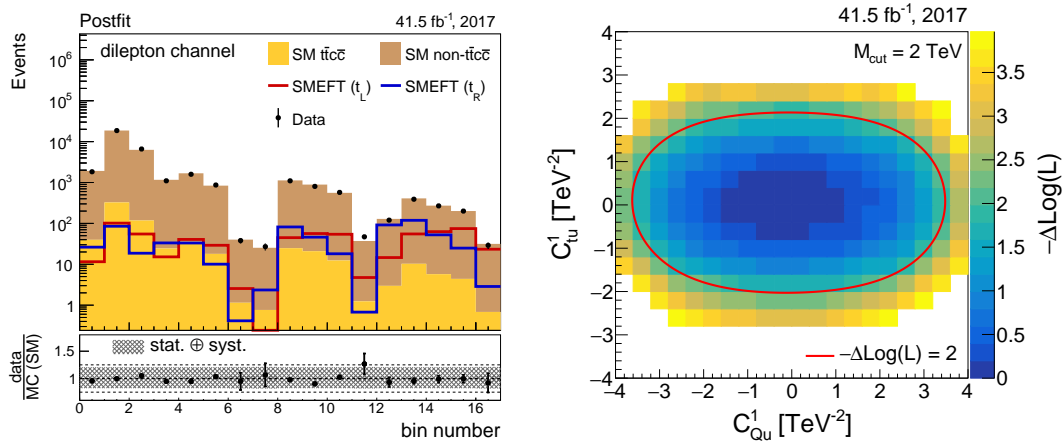 Postfit
41.5 fb⁻¹, 2017
Events
dilepton channel
SM tt̄cc̄
SM non-tt̄cc̄
SMEFT (t_L)
SMEFT (t_R)
Data
10⁶
10⁵
10⁴
10³
10²
10
1
stat. ⊕ syst.
data
MC (SM)
1.5
1
0 2 4 6 8 10 12 14 16
bin number
41.5 fb⁻¹, 2017
M_cut = 2 TeV
C¹_tu [TeV⁻²]
4
3
2
1
0
−1
−2
−3
−4
−ΔLog(L) = 2
−4 −3 −2 −1 0 1 2 3 4
C¹_Qu [TeV⁻²]
3.5
3
2.5
2
1.5
1
0.5
0
−ΔLog(L)